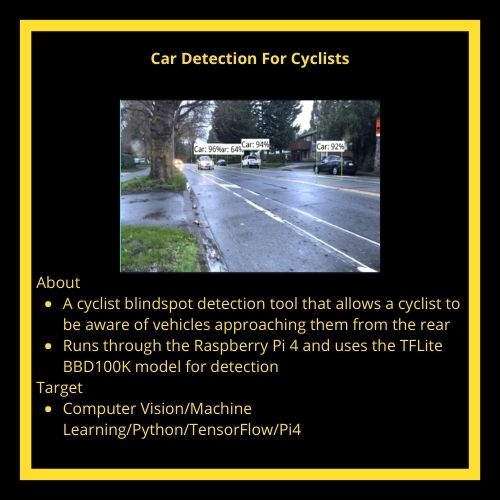 Car Detection For Cyclists
Car: 96% ar: 64% Car: 94% Car: 92%
About
• A cyclist blindspot detection tool that allows a cyclist to
be aware of vehicles approaching them from the rear
• Runs through the Raspberry Pi 4 and uses the TFLite
BBD100K model for detection
Target
• Computer Vision/Machine
Learning/Python/TensorFlow/Pi4